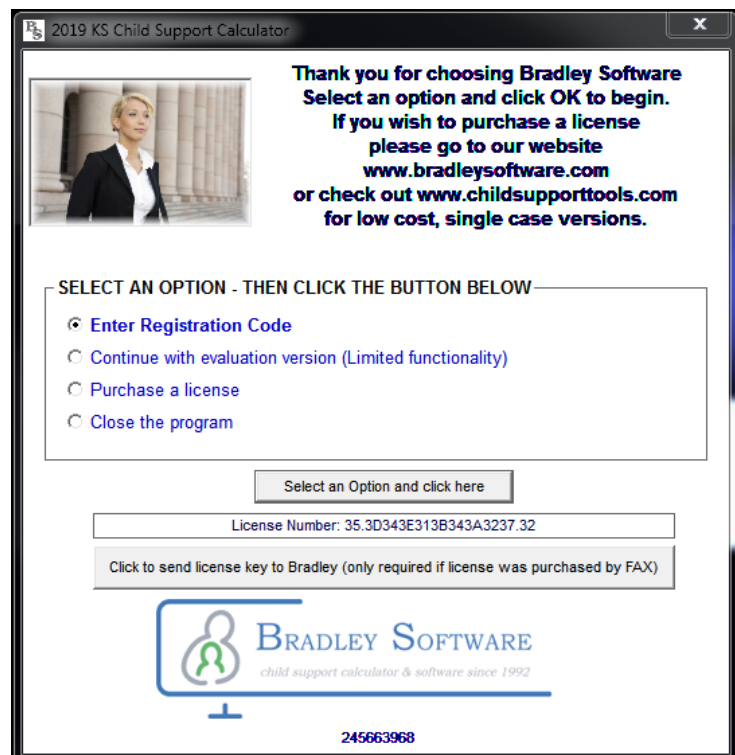 BLS
2019 KS Child Support Calculator
X
Thank you for choosing Bradley Software
Select an option and click OK to begin.
If you wish to purchase a license
please go to our website
www.bradleysoftware.com
or check out www.childsupporttools.com
for low cost, single case versions.
SELECT AN OPTION - THEN CLICK THE BUTTON BELOW
Enter Registration Code
Continue with evaluation version (Limited functionality)
Purchase a license
Close the program
Select an Option and click here
License Number: 35.3D343E313B343A3237.32
Click to send license key to Bradley (only required if license was purchased by FAX)
BRADLEY SOFTWARE
child support calculator & software since 1992
245663968